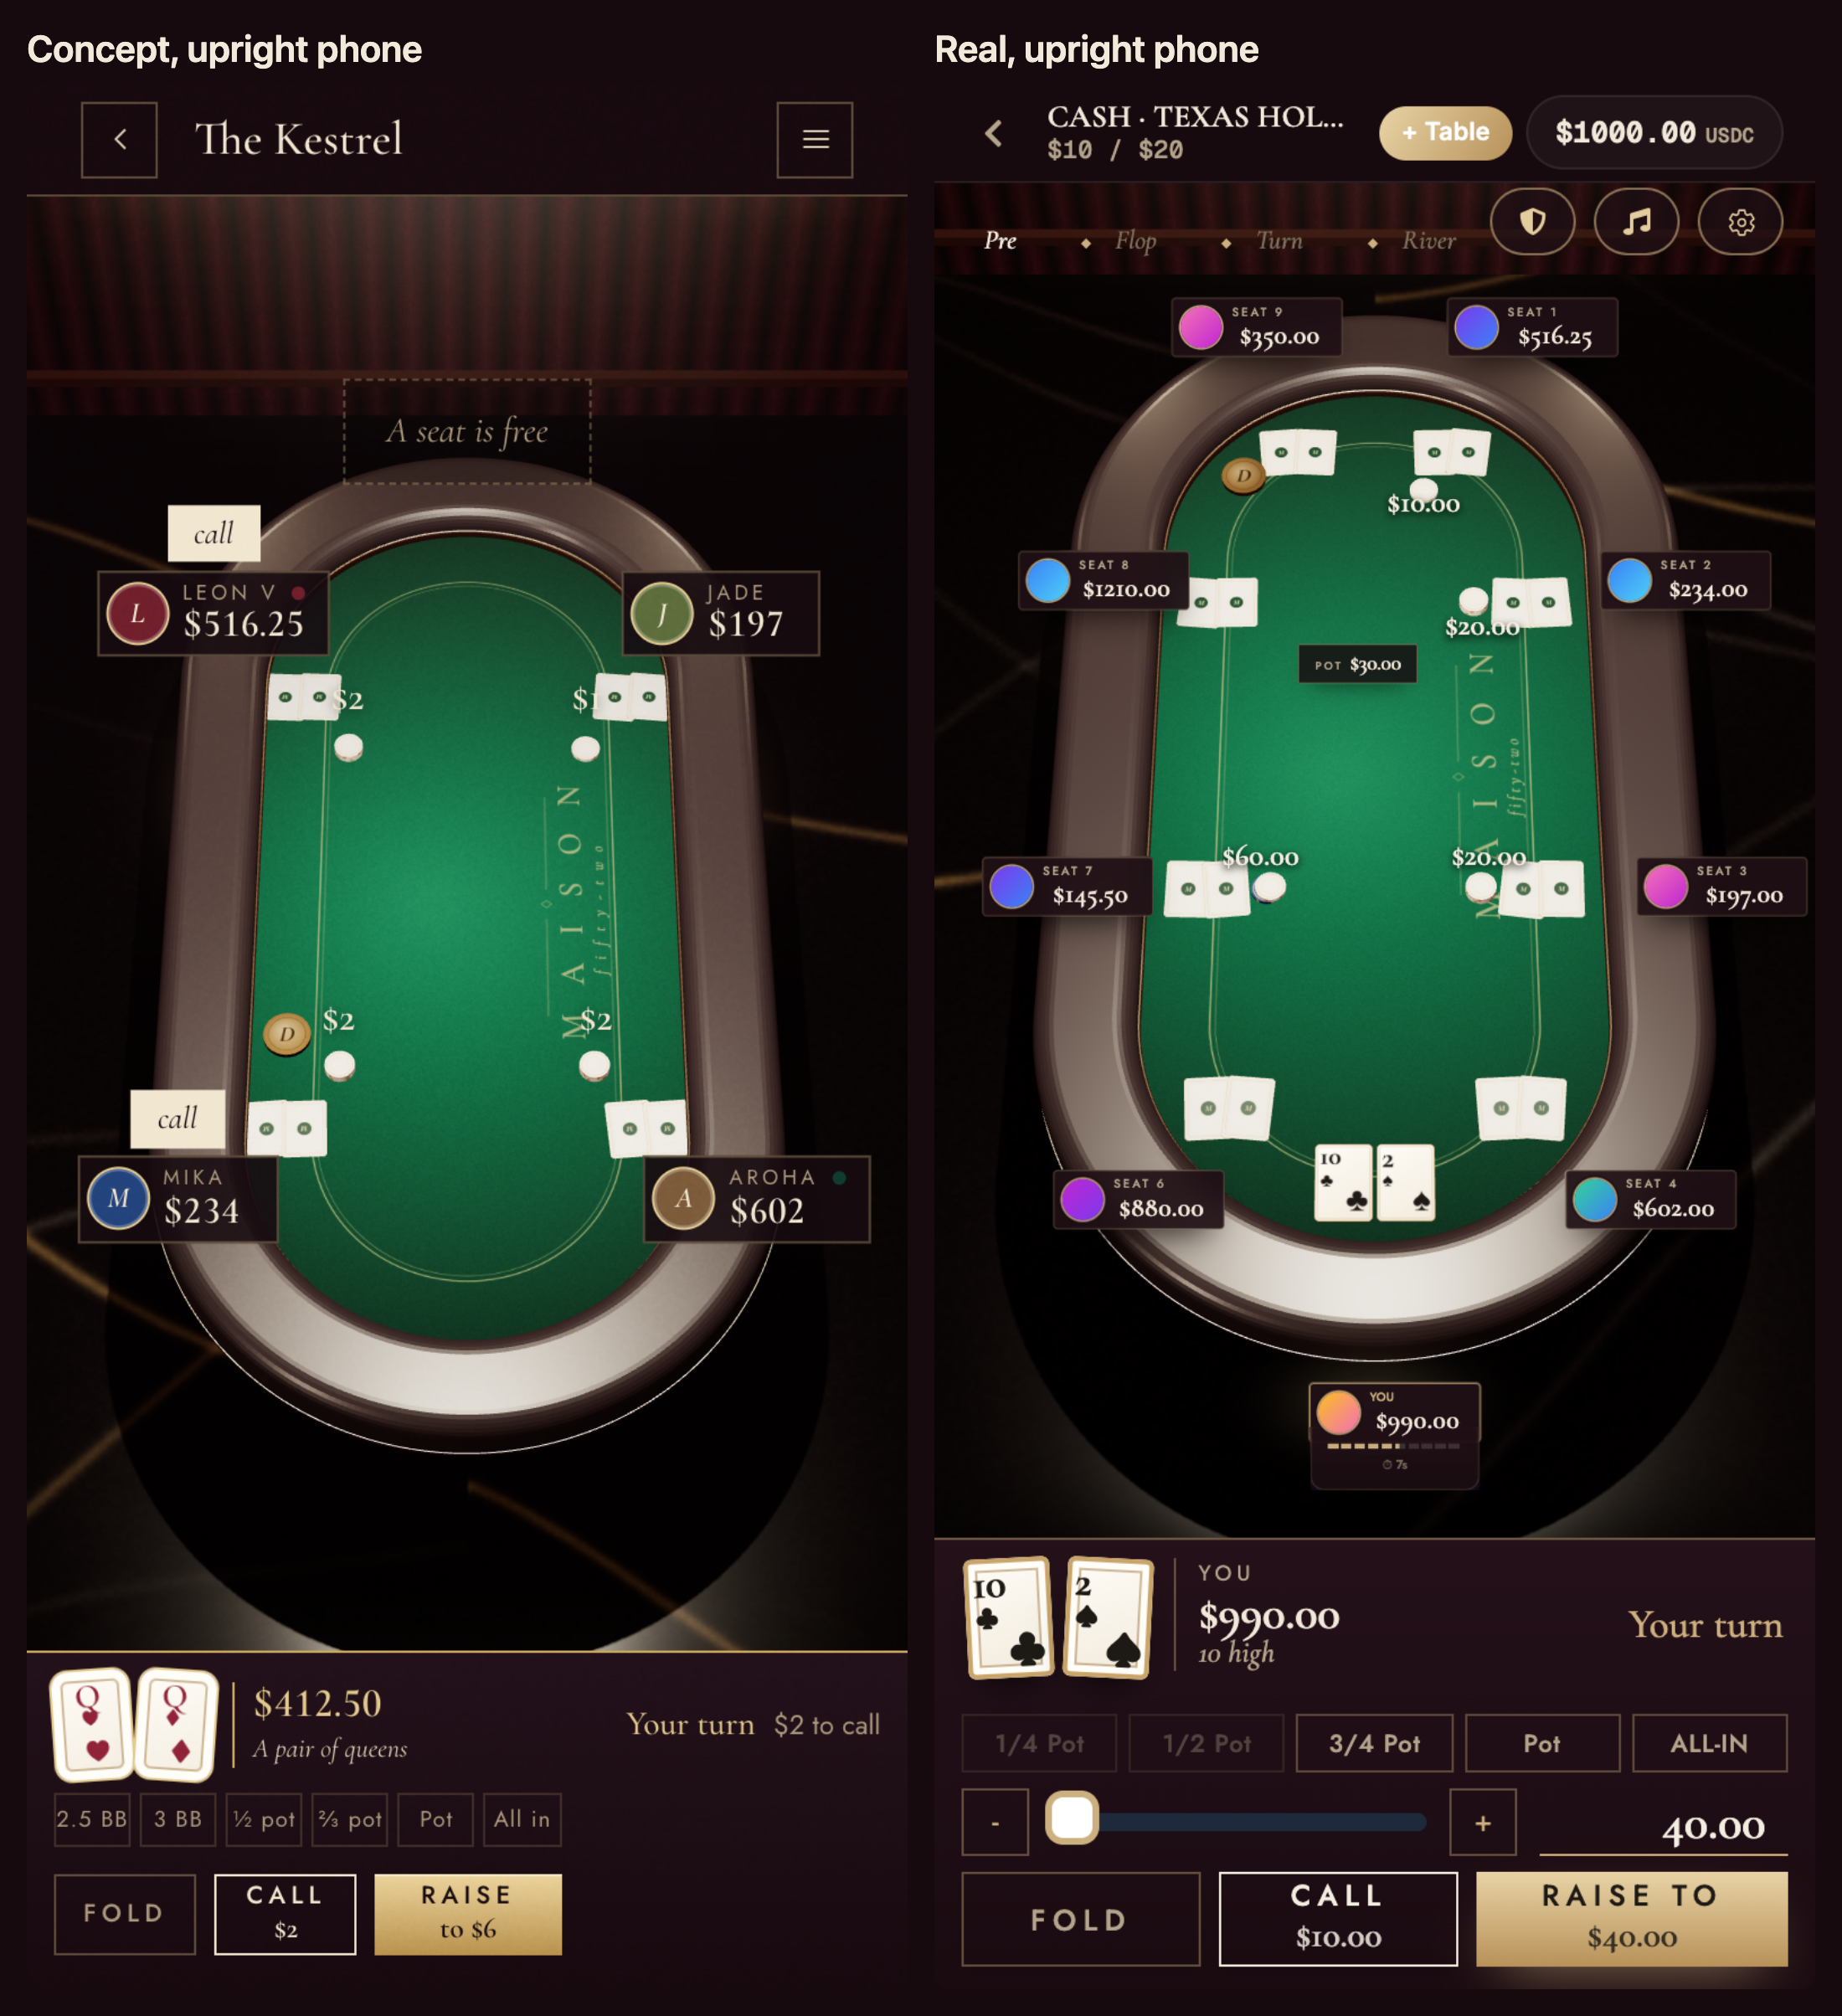 Concept, upright phone
The Kestrel
A seat is free
call
L LEON V
$516.25
J JADE
$197
$2
$1
MAISON
fifty-two
D
$2
$2
call
M MIKA
$234
A AROHA
$602
Q Q
$412.50
A pair of queens
Your turn $2 to call
2.5 BB 3 BB ½ pot ⅔ pot Pot All in
FOLD
CALL
$2
RAISE
to $6
Real, upright phone
CASH · TEXAS HOL...
$10 / $20
+ Table
$1000.00 USDC
Pre Flop Turn River
SEAT 9
$350.00
SEAT 1
$516.25
D
$10.00
SEAT 8
$1210.00
SEAT 2
$234.00
$20.00
POT $30.00
MAISON
fifty-two
SEAT 7
$145.50
$60.00
$20.00
SEAT 3
$197.00
10 2
SEAT 6
$880.00
SEAT 4
$602.00
YOU
$990.00
7s
10 2
YOU
$990.00
10 high
Your turn
1/4 Pot 1/2 Pot 3/4 Pot Pot ALL-IN
- + 40.00
FOLD
CALL
$10.00
RAISE TO
$40.00